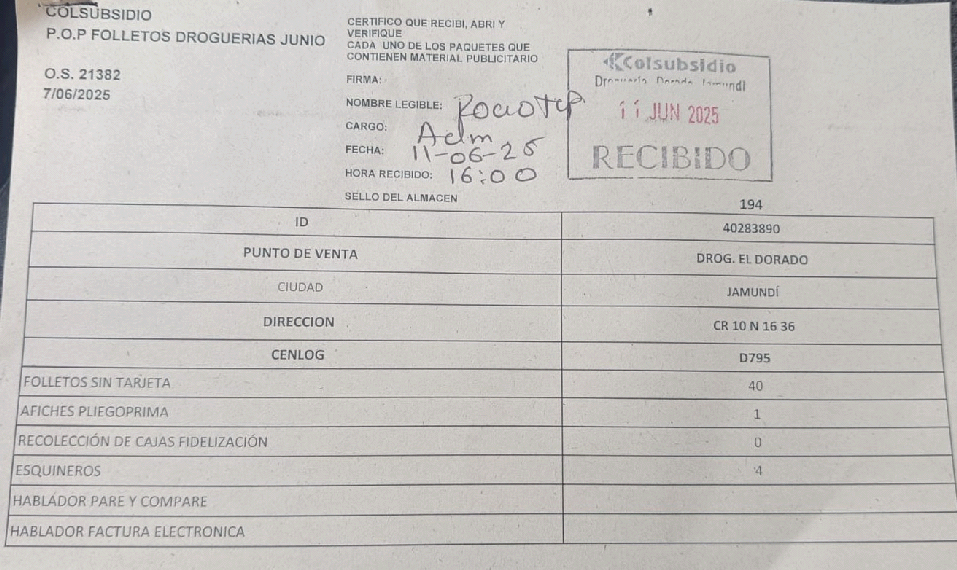 COLSUBSIDIO
P.O.P FOLLETOS DROGUERIAS JUNIO
O.S. 21382
7/06/2025
CERTIFICO QUE RECIBI, ABRI Y
VERIFIQUE
CADA UNO DE LOS PAQUETES QUE
CONTIENEN MATERIAL PUBLICITARIO
FIRMA:
NOMBRE LEGIBLE:
CARGO: Adm
FECHA: 11-06-25
HORA RECIBIDO: 16:00
SELLO DEL ALMACEN
Colsubsidio
11 JUN 2025
RECIBIDO
194
ID 40283890
PUNTO DE VENTA DROG. EL DORADO
CIUDAD JAMUNDÍ
DIRECCION CR 10 N 16 36
CENLOG D795
FOLLETOS SIN TARJETA 40
AFICHES PLIEGOPRIMA 1
RECOLECCIÓN DE CAJAS FIDELIZACIÓN 0
ESQUINEROS 4
HABLADOR PARE Y COMPARE
HABLADOR FACTURA ELECTRONICA